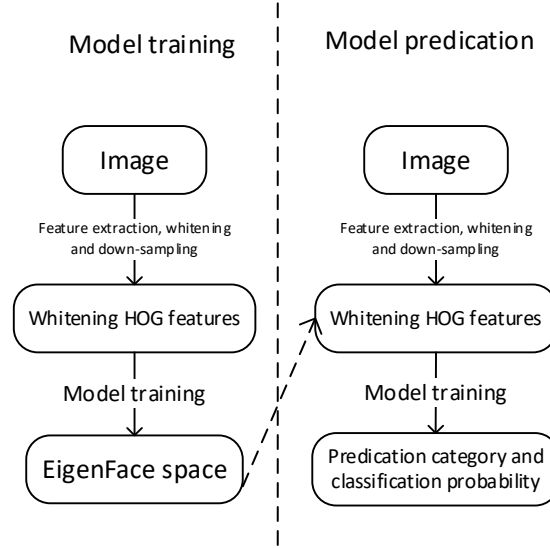 Model training
Image
Feature extraction, whitening
and down-sampling
Whitening HOG features
Model training
EigenFace space
Model predication
Image
Feature extraction, whitening
and down-sampling
Whitening HOG features
Model training
Predication category and
classification probability